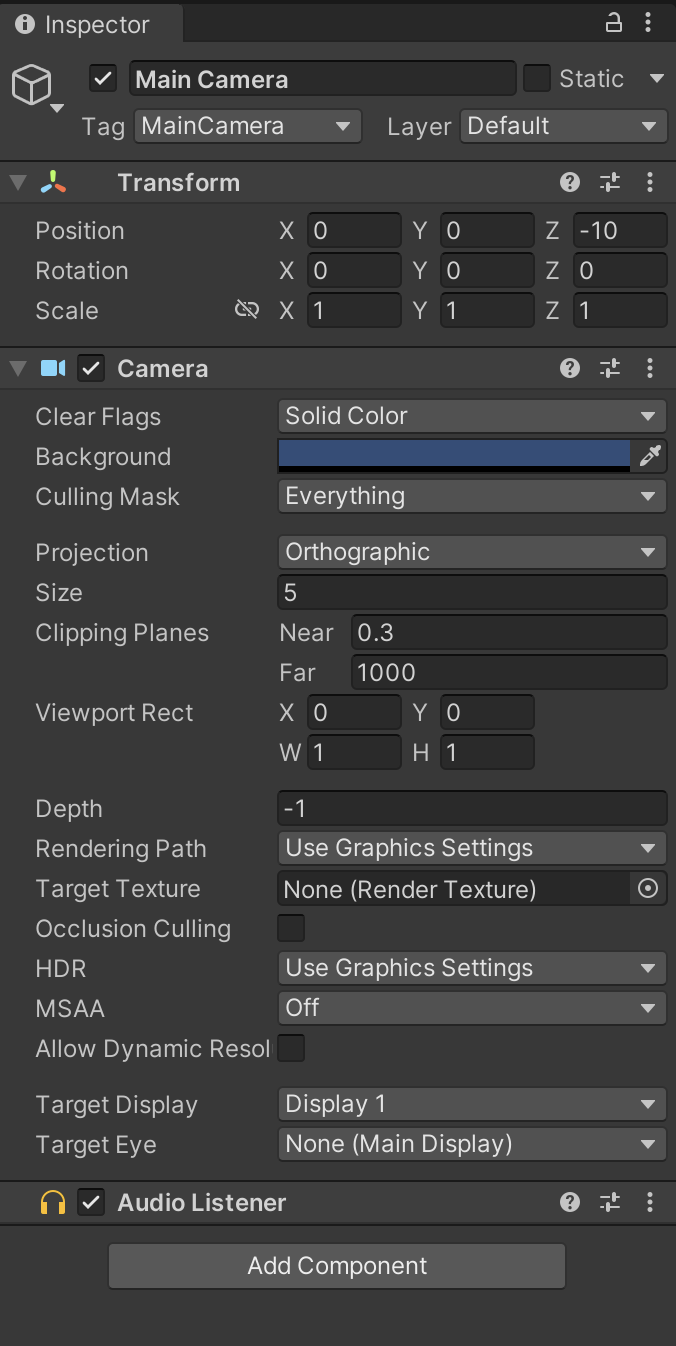 Inspector
Main Camera Static
Tag MainCamera Layer Default
Transform
Position X 0 Y 0 Z -10
Rotation X 0 Y 0 Z 0
Scale X 1 Y 1 Z 1
Camera
Clear Flags Solid Color
Background
Culling Mask Everything
Projection Orthographic
Size 5
Clipping Planes Near 0.3
Far 1000
Viewport Rect X 0 Y 0
W 1 H 1
Depth -1
Rendering Path Use Graphics Settings
Target Texture None (Render Texture)
Occlusion Culling
HDR Use Graphics Settings
MSAA Off
Allow Dynamic Resol
Target Display Display 1
Target Eye None (Main Display)
Audio Listener
Add Component